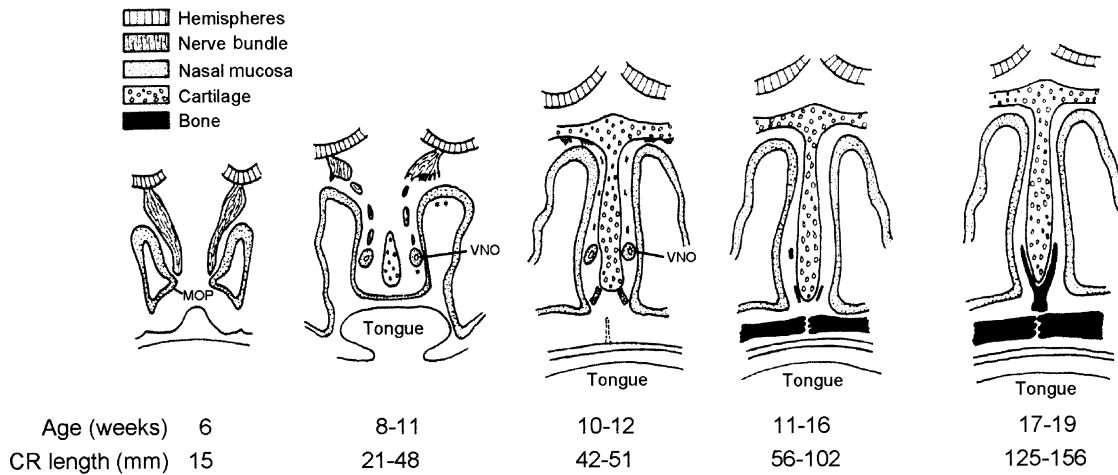 Hemispheres
Nerve bundle
Nasal mucosa
Cartilage
Bone
MOP
VNO
Tongue
VNO
Tongue
Tongue
Tongue
Age (weeks) 6 8-11 10-12 11-16 17-19
CR length (mm) 15 21-48 42-51 56-102 125-156